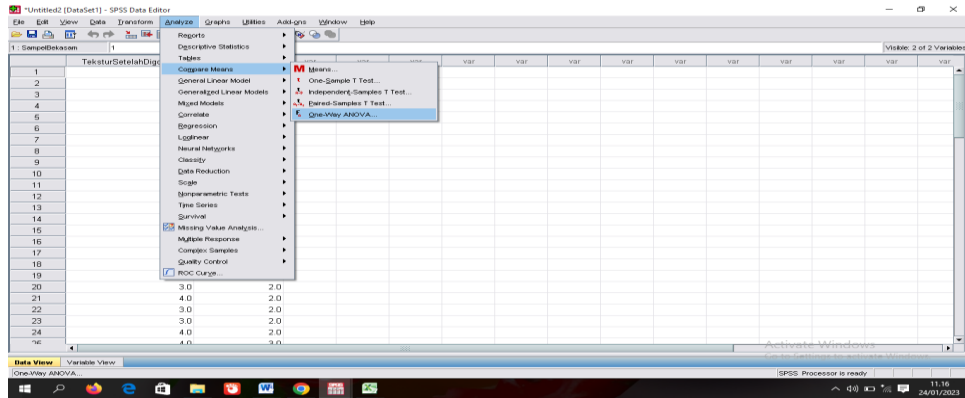 *Untitled2 [DataSet1] - SPSS Data Editor
File Edit View Data Transform Analyze Graphs Utilities Add-ons Window Help
1 : SampelBekasam 1 Visible: 2 of 2 Variables
TeksturSetelahDigo var var var var var var var var var var
Reports
Descriptive Statistics
Tables
Compare Means
General Linear Model
Generalized Linear Models
Mixed Models
Correlate
Regression
Loglinear
Neural Networks
Classify
Data Reduction
Scale
Nonparametric Tests
Time Series
Survival
Missing Value Analysis...
Multiple Response
Complex Samples
Quality Control
ROC Curve...
Means...
One-Sample T Test...
Independent-Samples T Test...
Paired-Samples T Test...
One-Way ANOVA...
1
2
3
4
5
6
7
8
9
10
11
12
13
14
15
16
17
18
19
20 3.0 2.0
21 4.0 2.0
22 3.0 2.0
23 3.0 2.0
24 4.0 2.0
Activate Windows
Go to Settings to activate Windows.
Data View Variable View
One-Way ANOVA... SPSS Processor is ready
11.16
24/01/2023